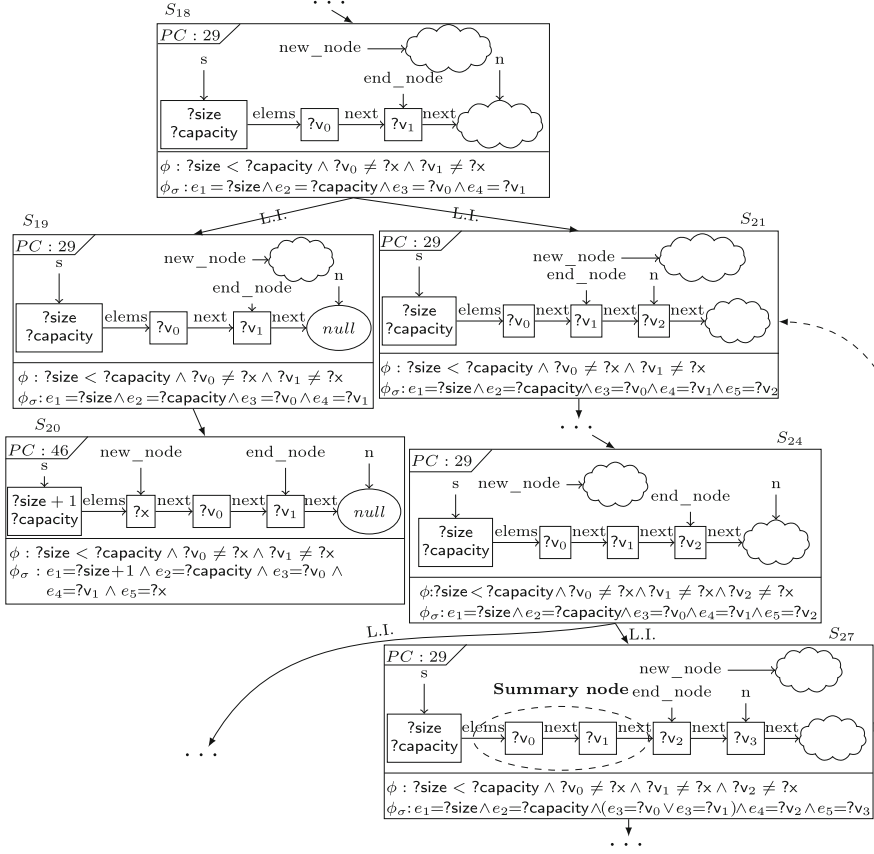 . . .
S18
PC : 29
new_node
s
n
end_node
?size
?capacity
elems
?v0
next
?v1
next
ϕ : ?size < ?capacity ∧ ?v0 ≠ ?x ∧ ?v1 ≠ ?x
ϕσ : e1 = ?size ∧ e2 = ?capacity ∧ e3 = ?v0 ∧ e4 = ?v1
L.I.
L.I.
S19
PC : 29
new_node
s
n
end_node
?size
?capacity
elems
?v0
next
?v1
next
null
ϕ : ?size < ?capacity ∧ ?v0 ≠ ?x ∧ ?v1 ≠ ?x
ϕσ : e1 = ?size ∧ e2 = ?capacity ∧ e3 = ?v0 ∧ e4 = ?v1
S21
PC : 29
new_node
s
end_node
n
?size
?capacity
elems
?v0
next
?v1
next
?v2
next
ϕ : ?size < ?capacity ∧ ?v0 ≠ ?x ∧ ?v1 ≠ ?x
ϕσ : e1=?size ∧ e2=?capacity ∧ e3=?v0 ∧ e4=?v1 ∧ e5=?v2
. . .
S20
PC : 46
s
new_node
end_node
n
?size + 1
?capacity
elems
?x
next
?v0
next
?v1
next
null
ϕ : ?size < ?capacity ∧ ?v0 ≠ ?x ∧ ?v1 ≠ ?x
ϕσ : e1=?size+1 ∧ e2=?capacity ∧ e3=?v0 ∧
e4=?v1 ∧ e5=?x
S24
PC : 29
s
new_node
end_node
n
?size
?capacity
elems
?v0
next
?v1
next
?v2
next
ϕ:?size < ?capacity ∧ ?v0 ≠ ?x ∧ ?v1 ≠ ?x ∧ ?v2 ≠ ?x
ϕσ : e1=?size ∧ e2=?capacity ∧ e3=?v0 ∧ e4=?v1 ∧ e5=?v2
L.I.
L.I.
. . .
S27
PC : 29
new_node
s
Summary node
end_node
n
?size
?capacity
elems
?v0
next
?v1
next
?v2
next
?v3
next
ϕ : ?size < ?capacity ∧ ?v0 ≠ ?x ∧ ?v1 ≠ ?x ∧ ?v2 ≠ ?x
ϕσ : e1=?size ∧ e2=?capacity ∧ (e3=?v0 ∨ e3=?v1) ∧ e4=?v2 ∧ e5=?v3
. . .